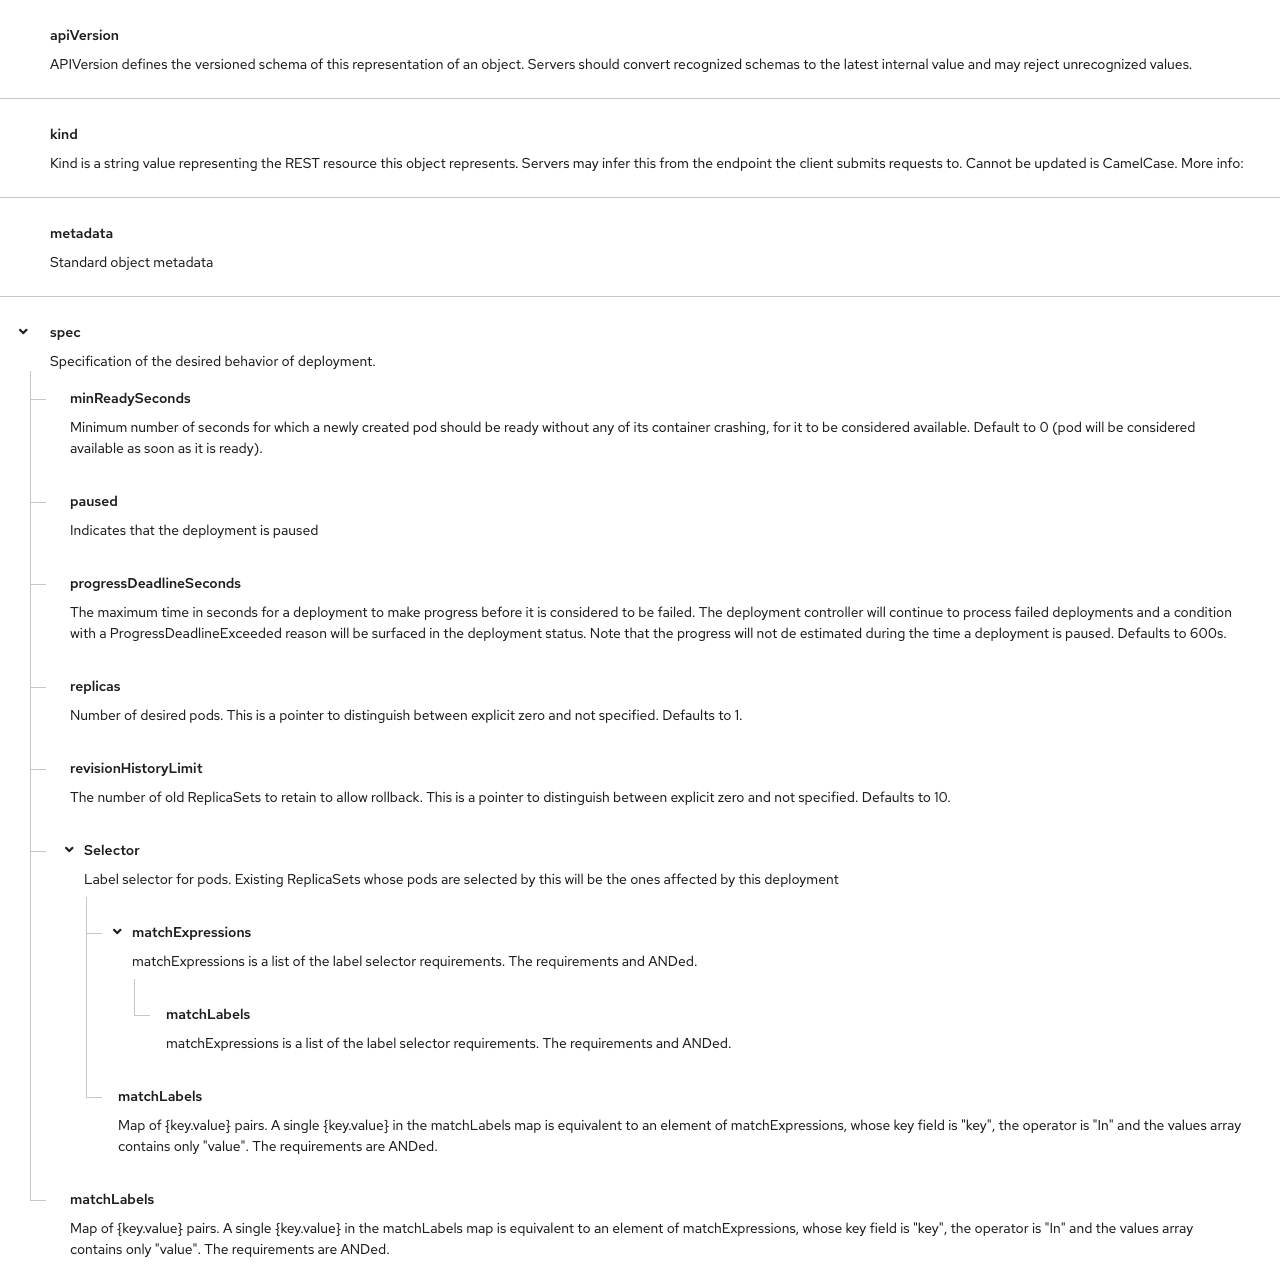 apiVersion
APIVersion defines the versioned schema of this representation of an object. Servers should convert recognized schemas to the latest internal value and may reject unrecognized values.
kind
Kind is a string value representing the REST resource this object represents. Servers may infer this from the endpoint the client submits requests to. Cannot be updated is CamelCase. More info:
metadata
Standard object metadata
spec
Specification of the desired behavior of deployment.
minReadySeconds
Minimum number of seconds for which a newly created pod should be ready without any of its container crashing, for it to be considered available. Default to 0 (pod will be considered
available as soon as it is ready).
paused
Indicates that the deployment is paused
progressDeadlineSeconds
The maximum time in seconds for a deployment to make progress before it is considered to be failed. The deployment controller will continue to process failed deployments and a condition
with a ProgressDeadlineExceeded reason will be surfaced in the deployment status. Note that the progress will not de estimated during the time a deployment is paused. Defaults to 600s.
replicas
Number of desired pods. This is a pointer to distinguish between explicit zero and not specified. Defaults to 1.
revisionHistoryLimit
The number of old ReplicaSets to retain to allow rollback. This is a pointer to distinguish between explicit zero and not specified. Defaults to 10.
Selector
Label selector for pods. Existing ReplicaSets whose pods are selected by this will be the ones affected by this deployment
matchExpressions
matchExpressions is a list of the label selector requirements. The requirements and ANDed.
matchLabels
matchExpressions is a list of the label selector requirements. The requirements and ANDed.
matchLabels
Map of {key.value} pairs. A single {key.value} in the matchLabels map is equivalent to an element of matchExpressions, whose key field is "key", the operator is "In" and the values array
contains only "value". The requirements are ANDed.
matchLabels
Map of {key.value} pairs. A single {key.value} in the matchLabels map is equivalent to an element of matchExpressions, whose key field is "key", the operator is "In" and the values array
contains only "value". The requirements are ANDed.